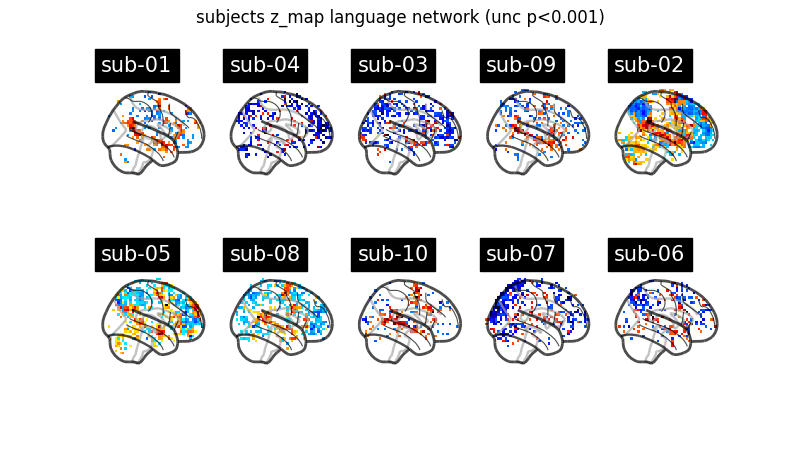 subjects z_map language network (unc p<0.001)
sub-01
sub-04
sub-03
sub-09
sub-02
sub-05
sub-08
sub-10
sub-07
sub-06